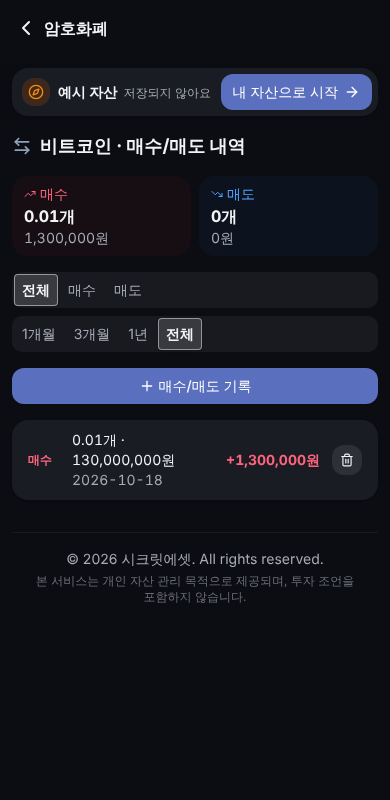 암호화폐
예시 자산 저장되지 않아요 내 자산으로 시작 →
비트코인 · 매수/매도 내역
매수
0.01개
1,300,000원
매도
0개
0원
전체 매수 매도
1개월 3개월 1년 전체
+ 매수/매도 기록
매수
0.01개 ·
130,000,000원
2026-10-18
+1,300,000원
© 2026 시크릿에셋. All rights reserved.
본 서비스는 개인 자산 관리 목적으로 제공되며, 투자 조언을
포함하지 않습니다.